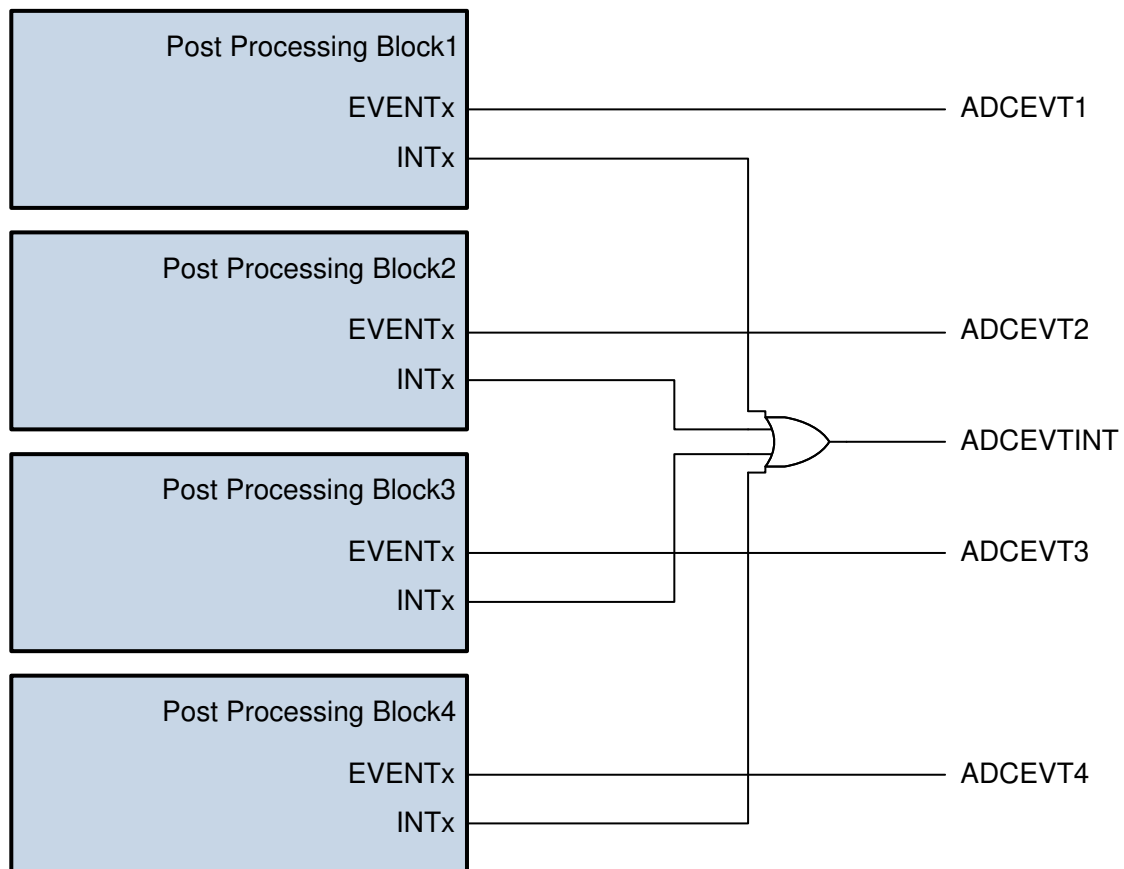 Post Processing Block1
EVENTx
ADCEVT1
INTx
Post Processing Block2
EVENTx
ADCEVT2
INTx
ADCEVTINT
Post Processing Block3
EVENTx
ADCEVT3
INTx
Post Processing Block4
EVENTx
ADCEVT4
INTx